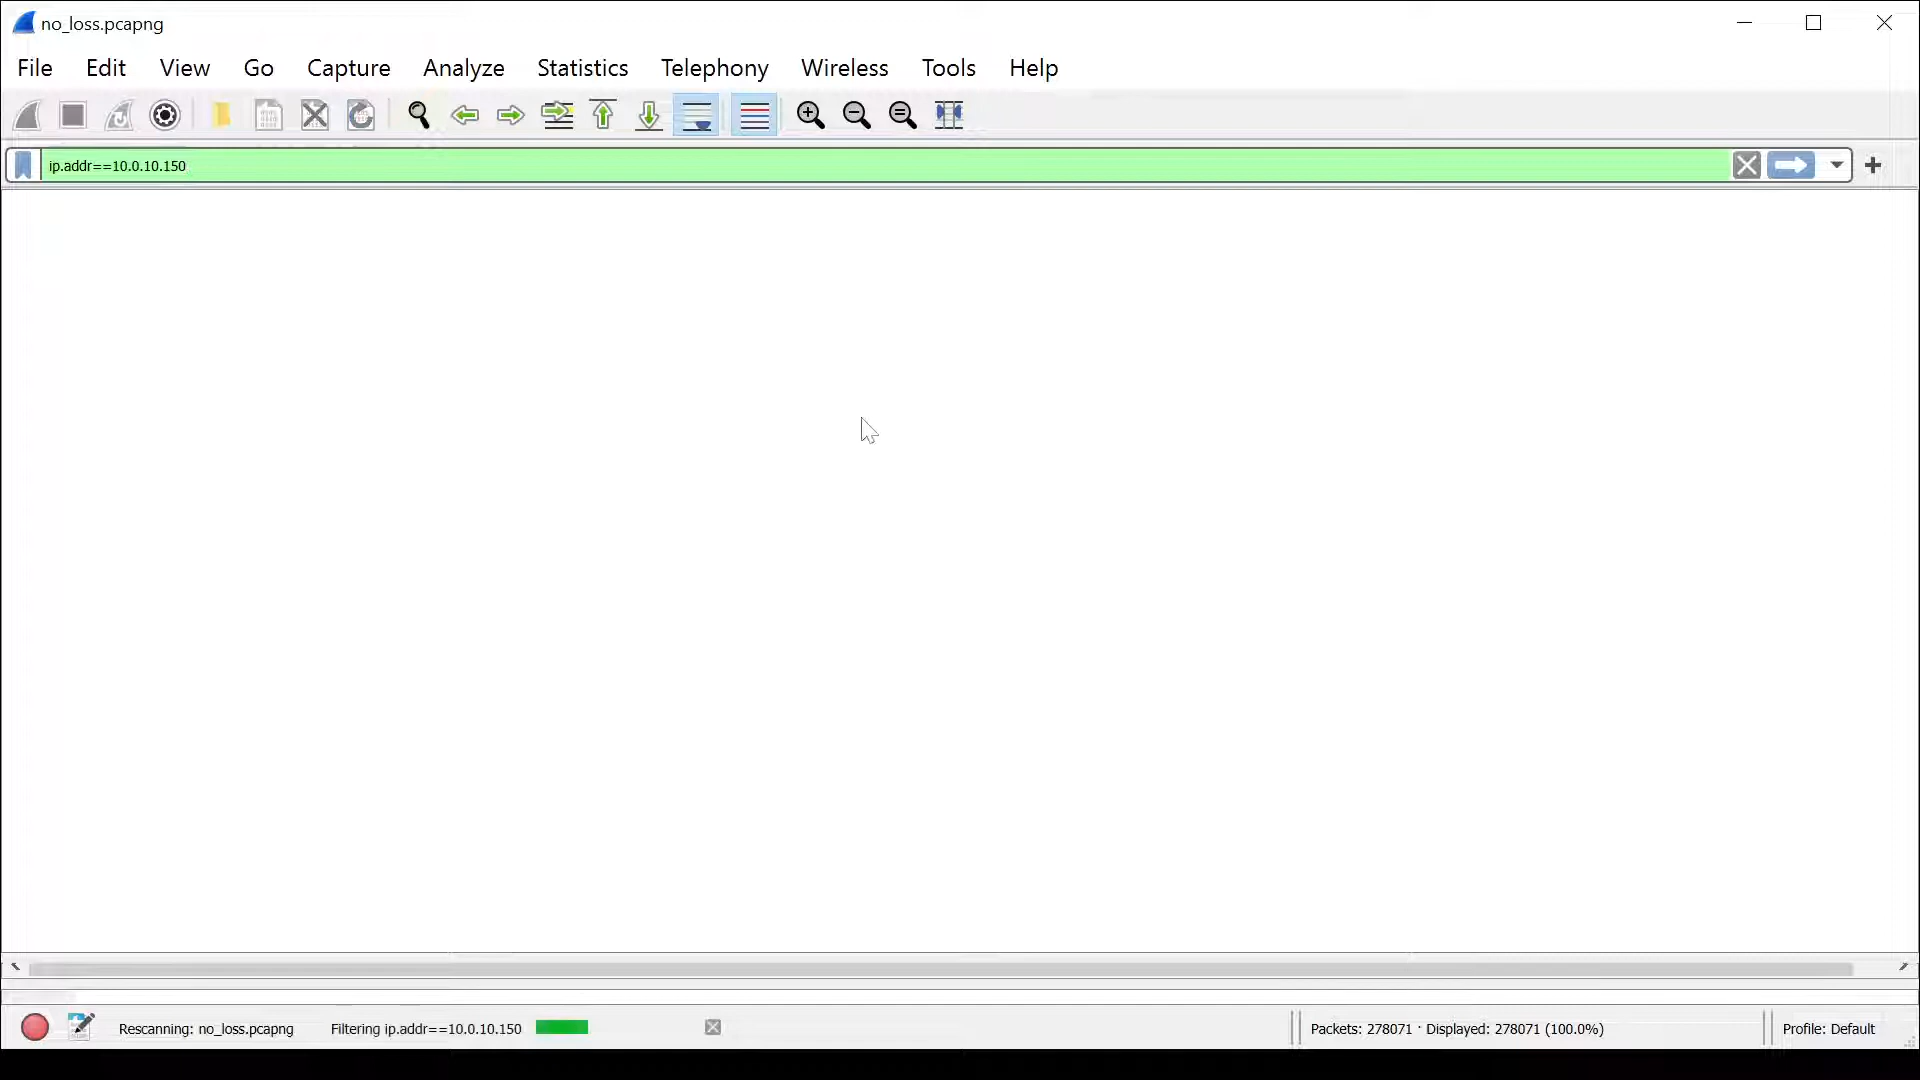 no_loss.pcapng
File Edit View Go Capture Analyze Statistics Telephony Wireless Tools Help
ip.addr==10.0.10.150
Rescanning: no_loss.pcapng Filtering ip.addr==10.0.10.150 Packets: 278071 · Displayed: 278071 (100.0%) Profile: Default